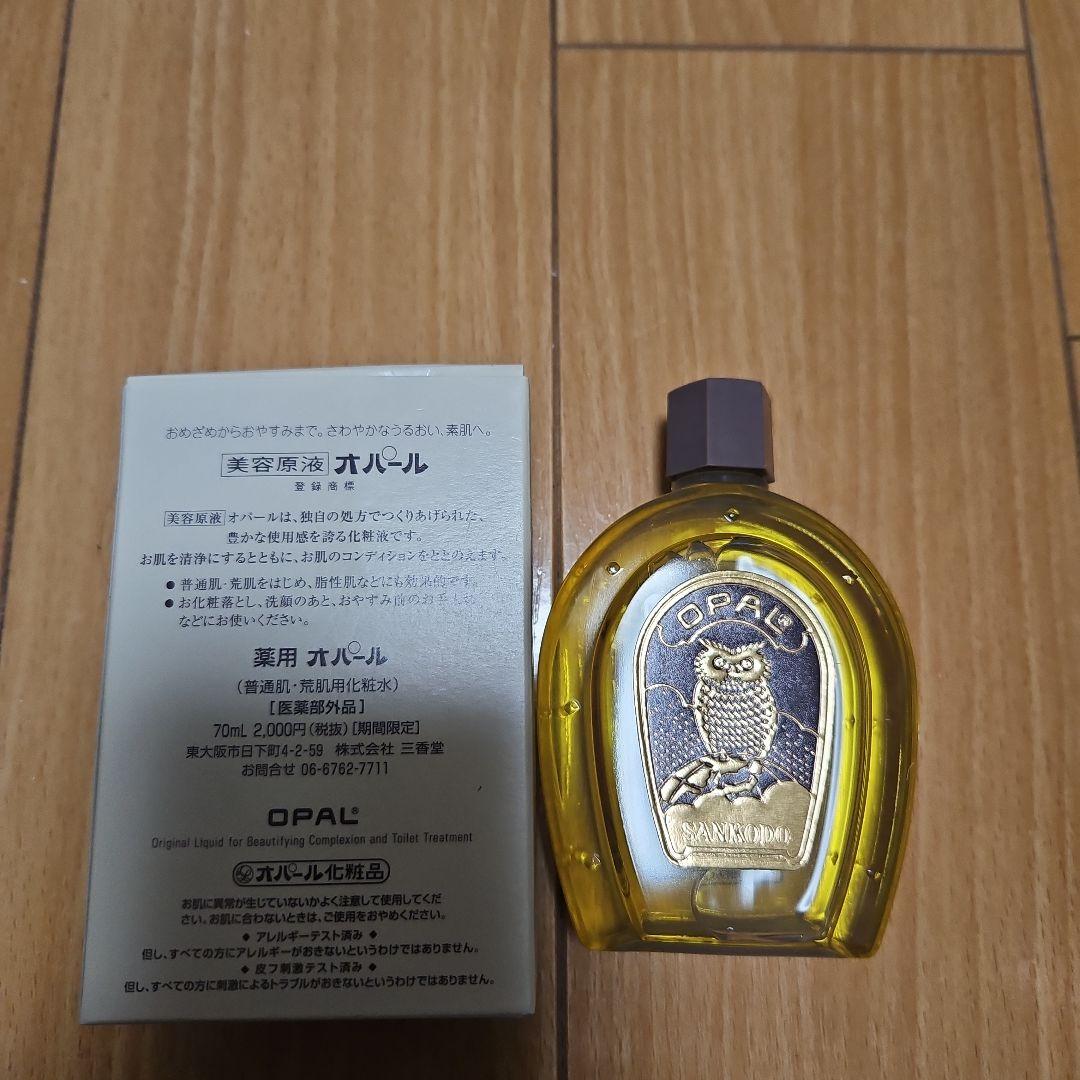 おめざめからおやすみまで。さわやかなうるおい、素肌へ。
美容原液 オパール
登録商標
美容原液 オパールは、独自の処方でつくりあげられた、
豊かな使用感を誇る化粧液です。
お肌を清浄にするとともに、お肌のコンディションをととのえます。
● 普通肌・荒肌をはじめ、脂性肌などにも効果的です。
● お化粧落とし、洗顔のあと、おやすみ前のお手入れ
などにお使いください。
薬用 オパール
(普通肌・荒肌用化粧水)
[医薬部外品]
70mL 2,000円(税抜)[期間限定]
東大阪市日下町4-2-59 株式会社 三香堂
お問合せ 06-6762-7711
OPAL®
Original Liquid for Beautifying Complexion and Toilet Treatment
オパール化粧品
お肌に異常が生じていないかよく注意して使用してくだ
さい。お肌に合わないときは、ご使用をおやめください。
◆ アレルギーテスト済み ◆
但し、すべての方にアレルギーがおきないというわけではありません。
◆ 皮フ刺激テスト済み ◆
但し、すべての方に刺激によるトラブルがおきないというわけではありません。
OPAL®
SANKODO